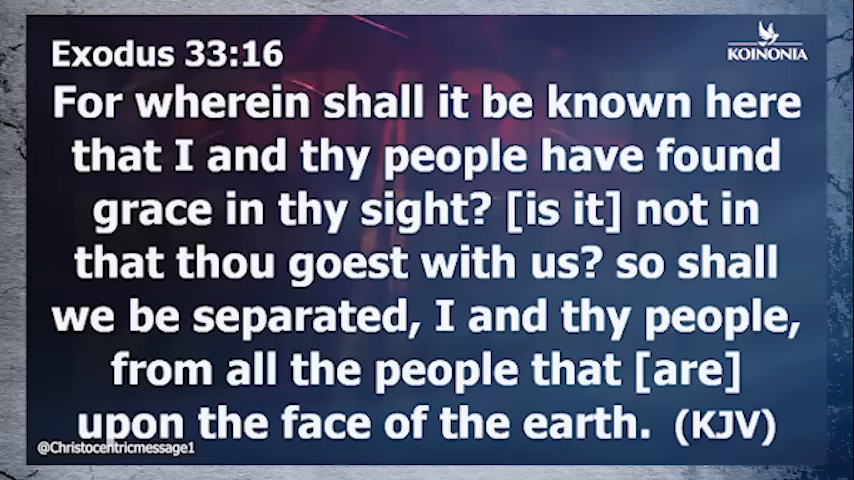 Exodus 33:16
KOINONIA
For wherein shall it be known here
that I and thy people have found
grace in thy sight? [is it] not in
that thou goest with us? so shall
we be separated, I and thy people,
from all the people that [are]
upon the face of the earth. (KJV)
@Christocentricmessage1